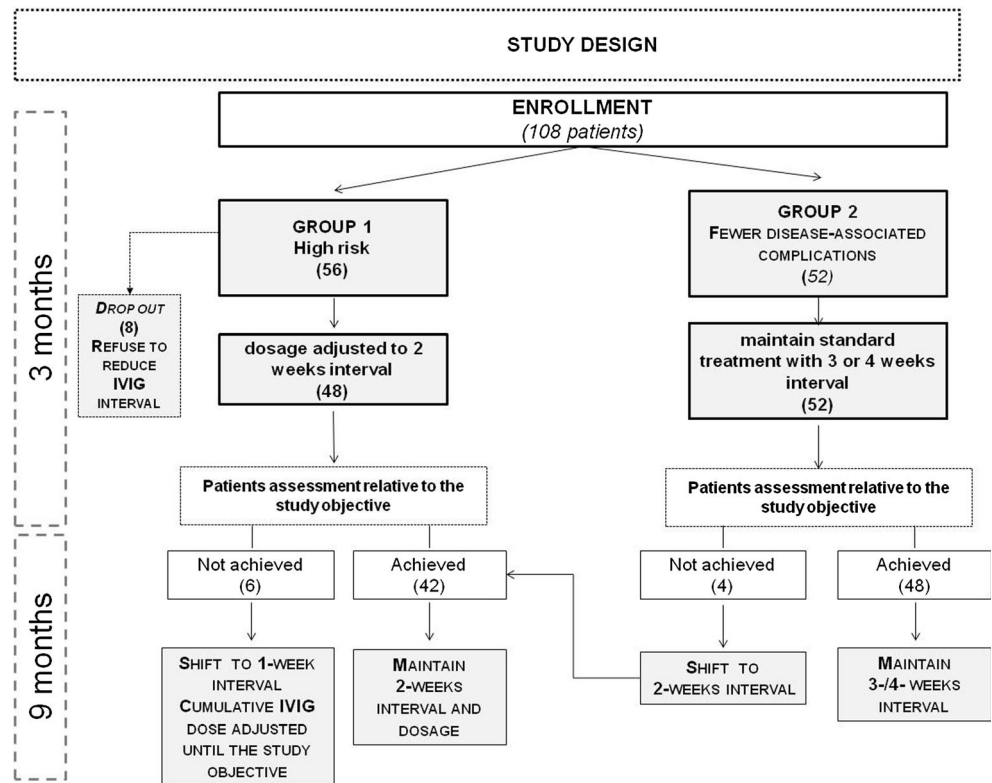 STUDY DESIGN
ENROLLMENT
(108 patients)
3 months
GROUP 1
High risk
(56)
GROUP 2
FEWER DISEASE-ASSOCIATED
COMPLICATIONS
(52)
DROP OUT
(8)
REFUSE TO
REDUCE
IVIG
INTERVAL
dosage adjusted to 2
weeks interval
(48)
maintain standard
treatment with 3 or 4 weeks
interval
(52)
Patients assessment relative to the
study objective
Patients assessment relative to the
study objective
9 months
Not achieved
(6)
Achieved
(42)
Not achieved
(4)
Achieved
(48)
SHIFT TO 1-WEEK
INTERVAL
CUMULATIVE IVIG
DOSE ADJUSTED
UNTIL THE STUDY
OBJECTIVE
MAINTAIN
2-WEEKS
INTERVAL AND
DOSAGE
SHIFT TO
2-WEEKS INTERVAL
MAINTAIN
3-/4- WEEKS
INTERVAL